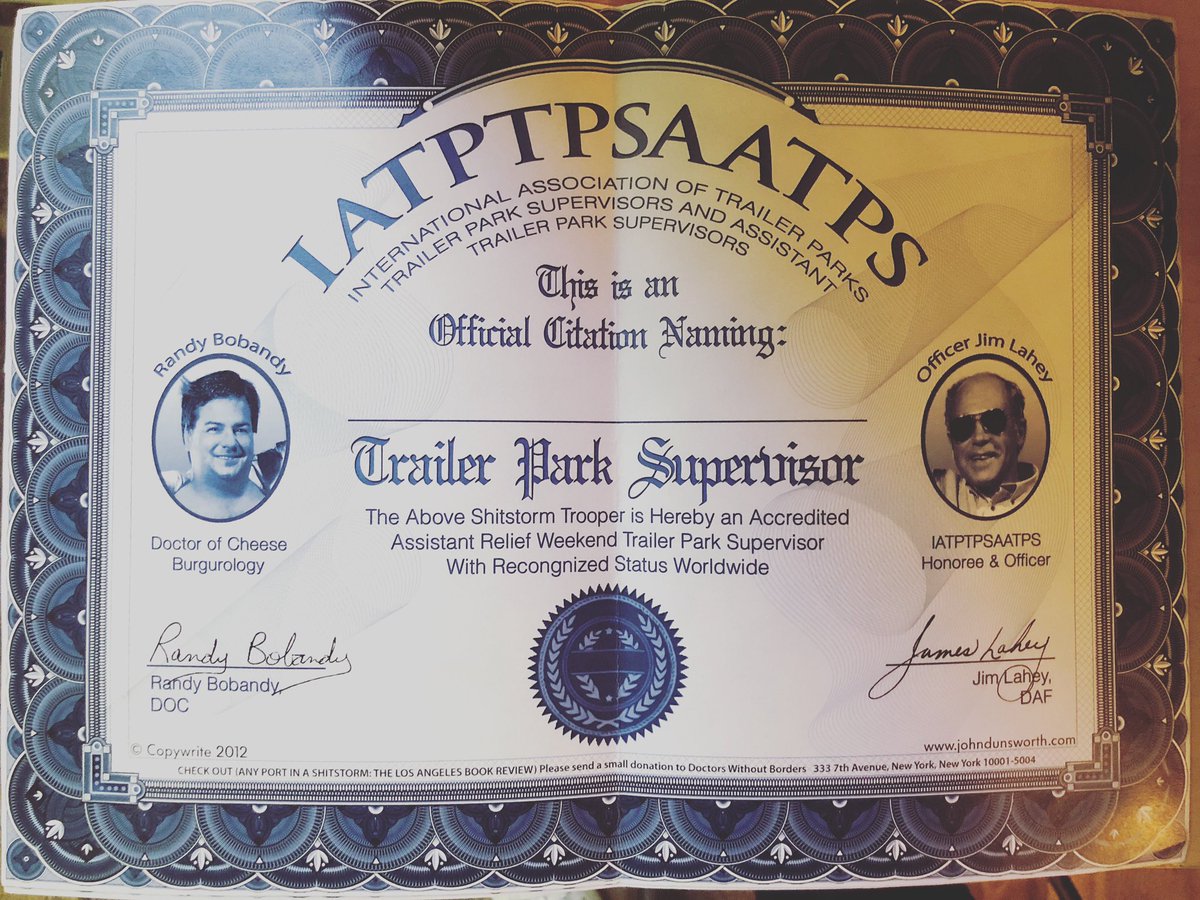 IATPTPSAATPS
INTERNATIONAL ASSOCIATION OF TRAILER PARKS
TRAILER PARK SUPERVISORS AND ASSISTANT
TRAILER PARK SUPERVISORS
This is an
Official Citation Naming:
Randy Bobandy
Officer Jim Lahey
Trailer Park Supervisor
The Above Shitstorm Trooper is Hereby an Accredited
Assistant Relief Weekend Trailer Park Supervisor
With Recongnized Status Worldwide
Doctor of Cheese
Burgurology
IATPTPSAATPS
Honoree & Officer
Randy Bobandy
Randy Bobandy,
DOC
James Lahey
Jim Lahey,
DAF
© Copywrite 2012
www.johndunsworth.com
CHECK OUT (ANY PORT IN A SHITSTORM: THE LOS ANGELES BOOK REVIEW) Please send a small donation to Doctors Without Borders 333 7th Avenue, New York, New York 10001-5004